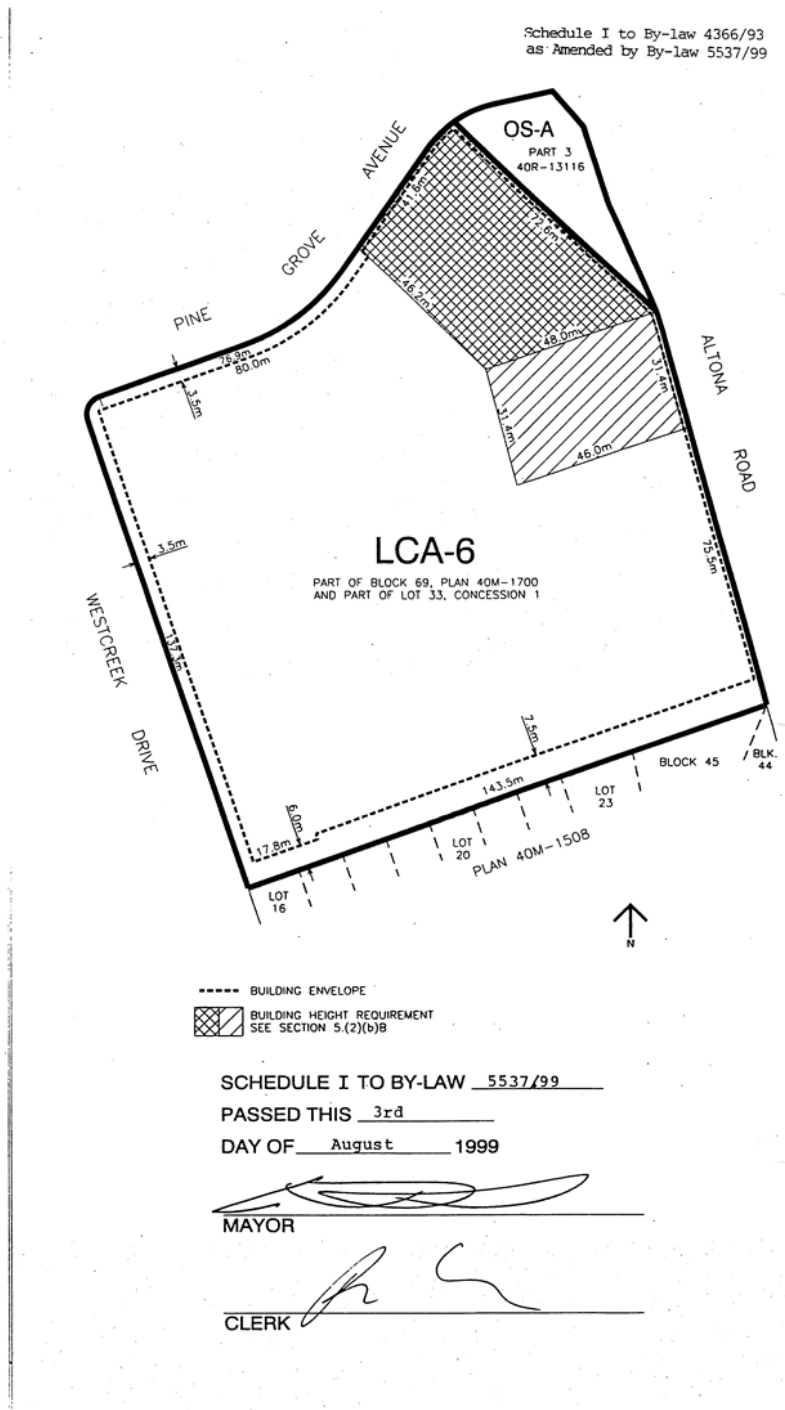 Schedule I to By-law 4366/93
as Amended by By-law 5537/99
OS-A
PART 3
40R-13116
AVENUE
GROVE
PINE
41.6m
72.6m
46.2m
48.0m
76.9m
80.0m
3.5m
31.4m
31.4m
46.0m
ALTONA
ROAD
3.5m
LCA-6
PART OF BLOCK 69, PLAN 40M-1700
AND PART OF LOT 33, CONCESSION 1
75.5m
WESTCREEK
DRIVE
137.3m
7.5m
BLOCK 45
BLK.
44
143.5m
LOT
23
6.0m
17.8m
LOT
20
PLAN 40M-1508
LOT
16
N
BUILDING ENVELOPE
BUILDING HEIGHT REQUIREMENT
SEE SECTION 5.(2)(b)B
SCHEDULE I TO BY-LAW 5537/99
PASSED THIS 3rd
DAY OF August 1999
MAYOR
CLERK